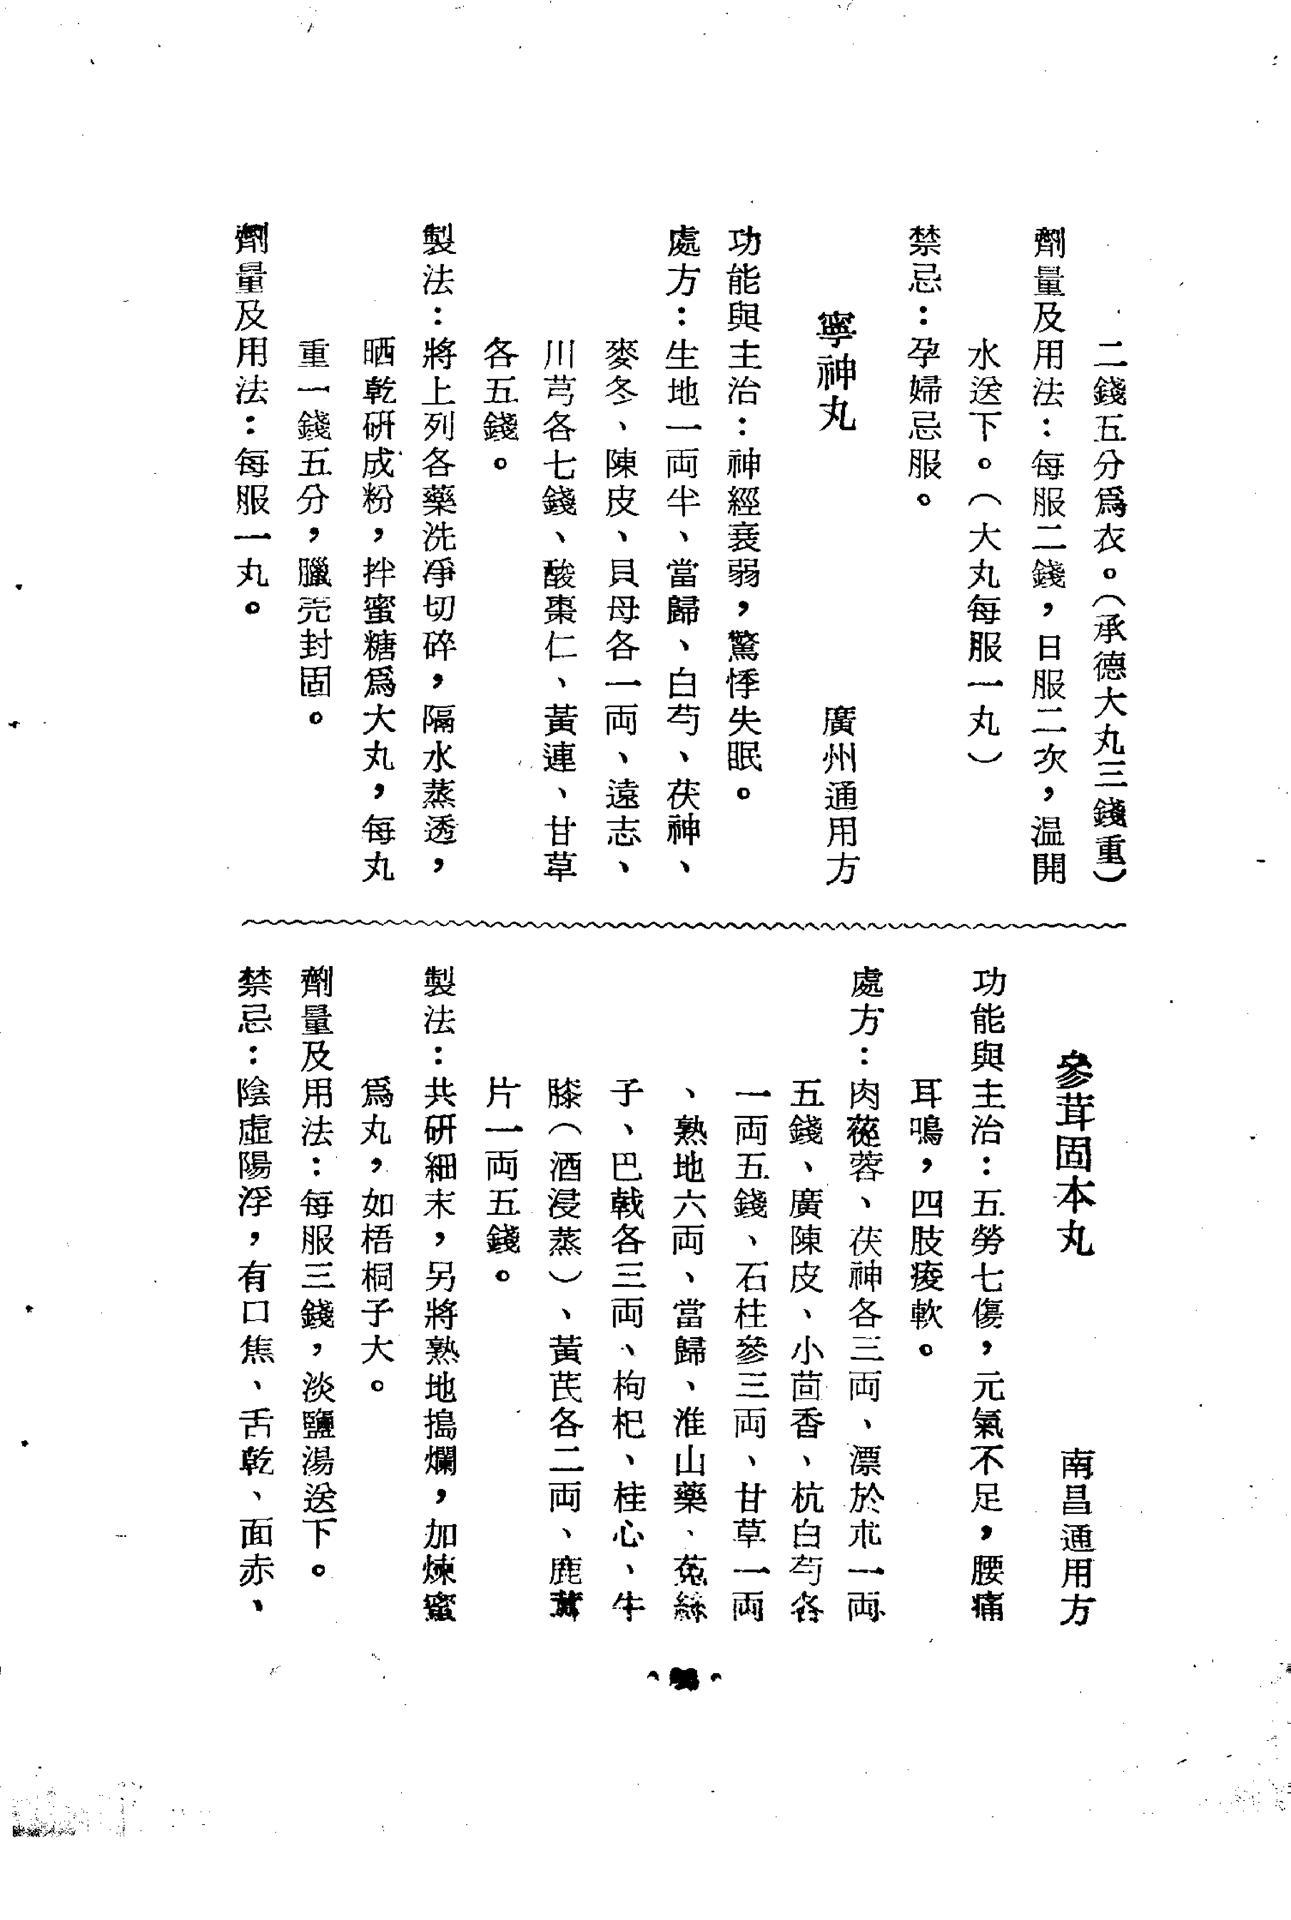 二錢五分爲衣。（承德大丸三錢重）
劑量及用法：每服二錢，日服二次，温開
水送下。（大丸每服一丸）
禁忌：孕婦忌服。
寧神丸　廣州通用方
功能與主治：神經衰弱，驚悸失眠。
處方：生地一両半、當歸、白芍、茯神、
麥冬、陳皮、貝母各一両、遠志、
川芎各七錢、酸棗仁、黃連、甘草
各五錢。
製法：將上列各藥洗淨切碎，隔水蒸透，
晒乾研成粉，拌蜜糖爲大丸，每丸
重一錢五分，臘壳封固。
劑量及用法：每服一丸。
參茸固本丸　南昌通用方
功能與主治：五勞七傷，元氣不足，腰痛
耳鳴，四肢痠軟。
處方：肉蓯蓉、茯神各三両、漂於朮一両
五錢、廣陳皮、小茴香、杭白芍各
一両五錢、石柱參三両、甘草一両
、熟地六両、當歸、淮山藥、菟絲
子、巴戟各三両、枸杞、桂心、牛
膝（酒浸蒸）、黃芪各二両、鹿茸
片一両五錢。
製法：共研細末，另將熟地搗爛，加煉蜜
爲丸，如梧桐子大。
劑量及用法：每服三錢，淡鹽湯送下。
禁忌：陰虛陽浮，有口焦、舌乾、面赤、